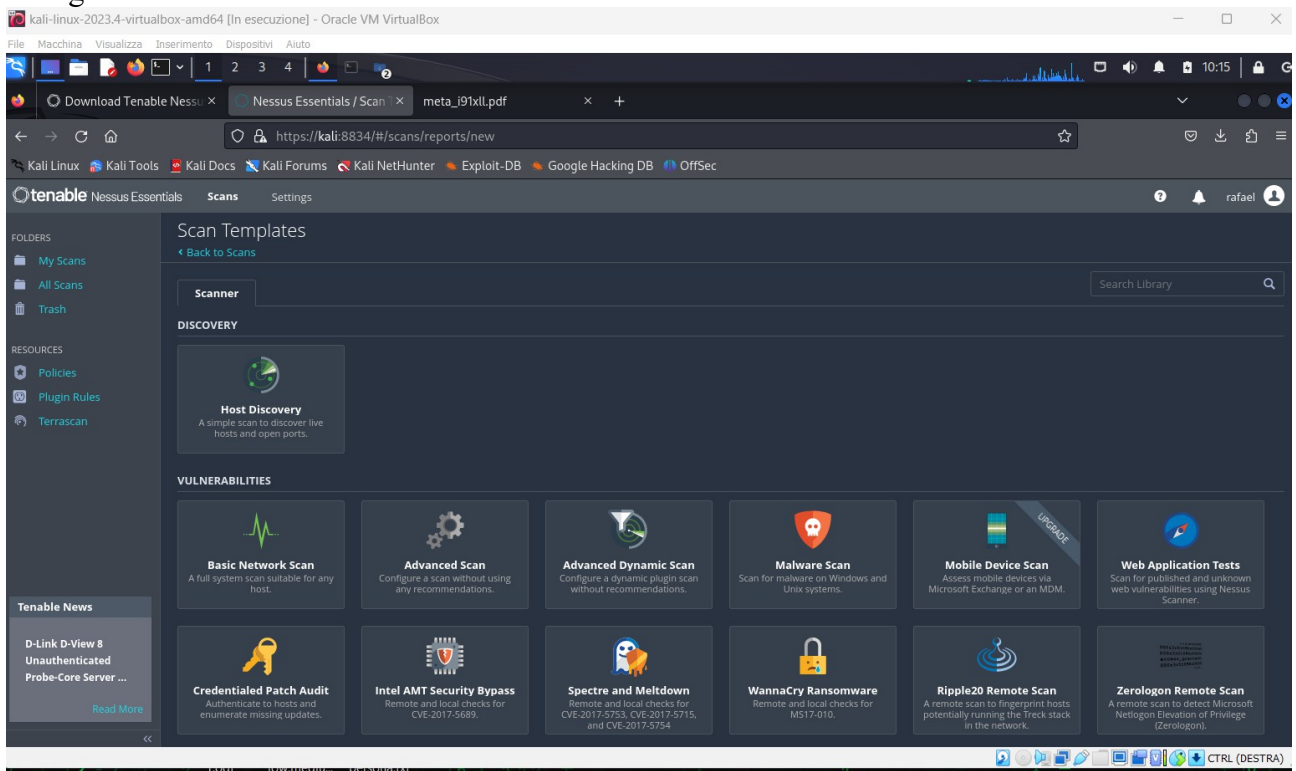 kali-linux-2023.4-virtualbox-amd64 [In esecuzione] - Oracle VM VirtualBox
File Macchina Visualizza Inserimento Dispositivi Aiuto
1 2 3 4 2 10:15
Download Tenable Nessu Nessus Essentials / Scan T meta_i91xll.pdf
https://kali:8834/#/scans/reports/new
Kali Linux Kali Tools Kali Docs Kali Forums Kali NetHunter Exploit-DB Google Hacking DB OffSec
tenable Nessus Essentials Scans Settings rafael
FOLDERS
My Scans
All Scans
Trash
RESOURCES
Policies
Plugin Rules
Terrascan
Tenable News
D-Link D-View 8
Unauthenticated
Probe-Core Server ...
Read More
Scan Templates
Back to Scans
Scanner
Search Library
DISCOVERY
Host Discovery
A simple scan to discover live
hosts and open ports.
VULNERABILITIES
Basic Network Scan
A full system scan suitable for any
host.
Advanced Scan
Configure a scan without using
any recommendations.
Advanced Dynamic Scan
Configure a dynamic plugin scan
without recommendations.
Malware Scan
Scan for malware on Windows and
Unix systems.
UPGRADE
Mobile Device Scan
Assess mobile devices via
Microsoft Exchange or an MDM.
Web Application Tests
Scan for published and unknown
web vulnerabilities using Nessus
Scanner.
Credentialed Patch Audit
Authenticate to hosts and
enumerate missing updates.
Intel AMT Security Bypass
Remote and local checks for
CVE-2017-5689.
Spectre and Meltdown
Remote and local checks for
CVE-2017-5753, CVE-2017-5715,
and CVE-2017-5754
WannaCry Ransomware
Remote and local checks for
MS17-010.
Ripple20 Remote Scan
A remote scan to fingerprint hosts
potentially running the Treck stack
in the network.
Zerologon Remote Scan
A remote scan to detect Microsoft
Netlogon Elevation of Privilege
(Zerologon).
CTRL (DESTRA)